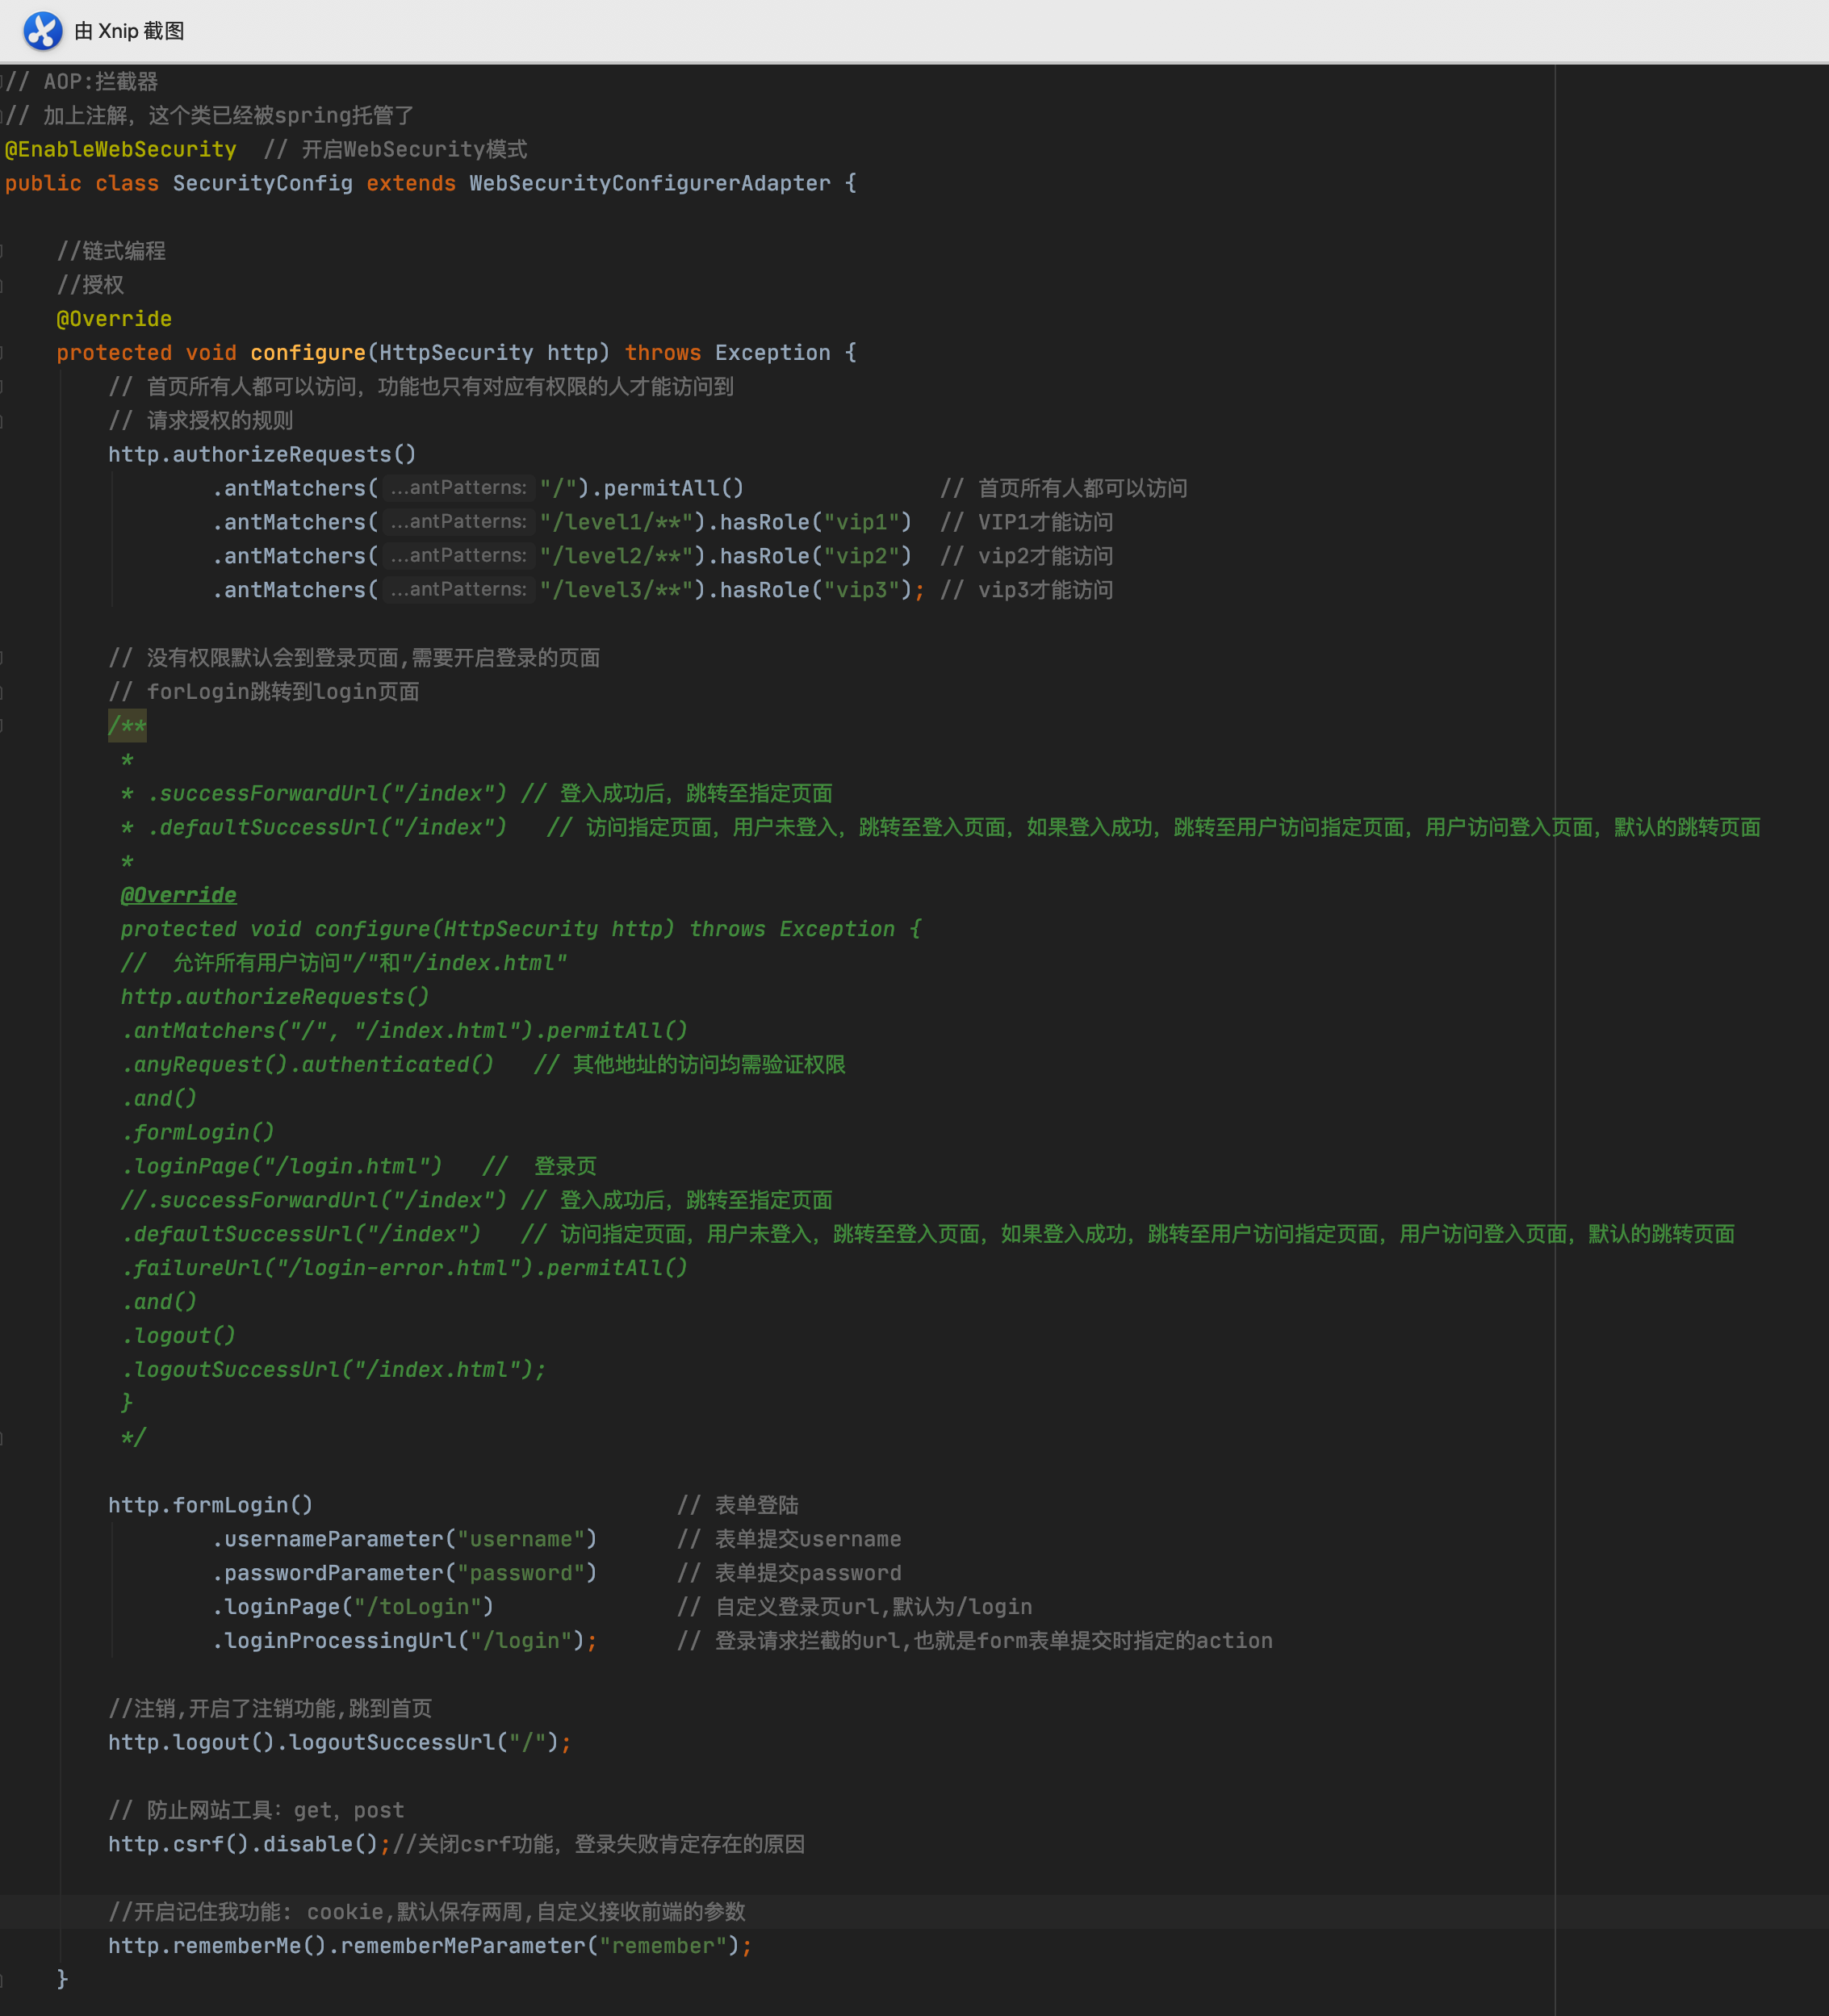 由 Xnip 截图
// AOP:拦截器
// 加上注解，这个类已经被spring托管了
@EnableWebSecurity  // 开启WebSecurity模式
public class SecurityConfig extends WebSecurityConfigurerAdapter {
//链式编程
//授权
@Override
protected void configure(HttpSecurity http) throws Exception {
// 首页所有人都可以访问，功能也只有对应有权限的人才能访问到
// 请求授权的规则
http.authorizeRequests()
.antMatchers( ...antPatterns: "/").permitAll()  // 首页所有人都可以访问
.antMatchers( ...antPatterns: "/level1/**").hasRole("vip1")  // VIP1才能访问
.antMatchers( ...antPatterns: "/level2/**").hasRole("vip2")  // vip2才能访问
.antMatchers( ...antPatterns: "/level3/**").hasRole("vip3"); // vip3才能访问
// 没有权限默认会到登录页面,需要开启登录的页面
// forLogin跳转到login页面
/**
*
* .successForwardUrl("/index") // 登入成功后，跳转至指定页面
* .defaultSuccessUrl("/index")   // 访问指定页面，用户未登入，跳转至登入页面，如果登入成功，跳转至用户访问指定页面，用户访问登入页面，默认的跳转页面
*
@Override
protected void configure(HttpSecurity http) throws Exception {
//  允许所有用户访问"/"和"/index.html"
http.authorizeRequests()
.antMatchers("/", "/index.html").permitAll()
.anyRequest().authenticated()   // 其他地址的访问均需验证权限
.and()
.formLogin()
.loginPage("/login.html")   //  登录页
//.successForwardUrl("/index") // 登入成功后，跳转至指定页面
.defaultSuccessUrl("/index")   // 访问指定页面，用户未登入，跳转至登入页面，如果登入成功，跳转至用户访问指定页面，用户访问登入页面，默认的跳转页面
.failureUrl("/login-error.html").permitAll()
.and()
.logout()
.logoutSuccessUrl("/index.html");
}
*/
http.formLogin()  // 表单登陆
.usernameParameter("username")  // 表单提交username
.passwordParameter("password")  // 表单提交password
.loginPage("/toLogin")  // 自定义登录页url,默认为/login
.loginProcessingUrl("/login");  // 登录请求拦截的url,也就是form表单提交时指定的action
//注销,开启了注销功能,跳到首页
http.logout().logoutSuccessUrl("/");
// 防止网站工具：get，post
http.csrf().disable();//关闭csrf功能，登录失败肯定存在的原因
//开启记住我功能: cookie,默认保存两周,自定义接收前端的参数
http.rememberMe().rememberMeParameter("remember");
}